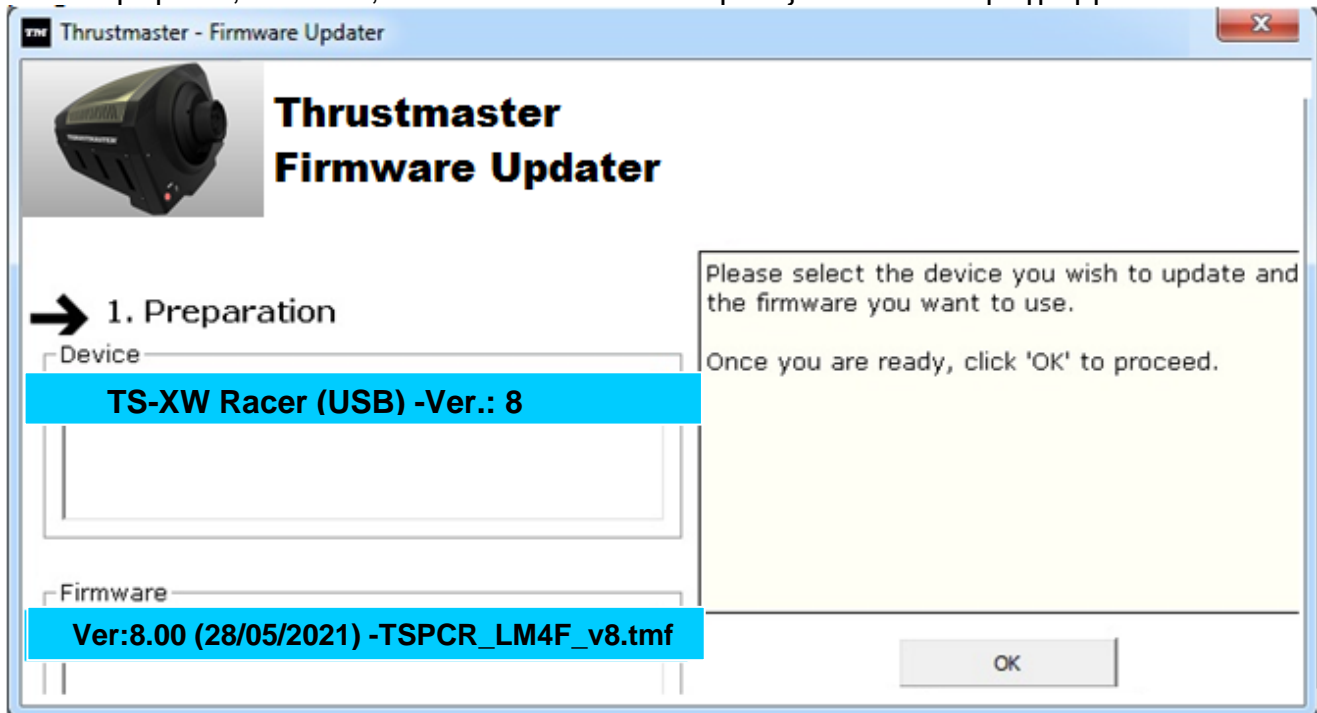 Thrustmaster - Firmware Updater
Thrustmaster
Firmware Updater
1. Preparation
Device
TS-XW Racer (USB) -Ver.: 8
Please select the device you wish to update and
the firmware you want to use.
Once you are ready, click 'OK' to proceed.
Firmware
Ver:8.00 (28/05/2021) -TSPCR_LM4F_v8.tmf
OK